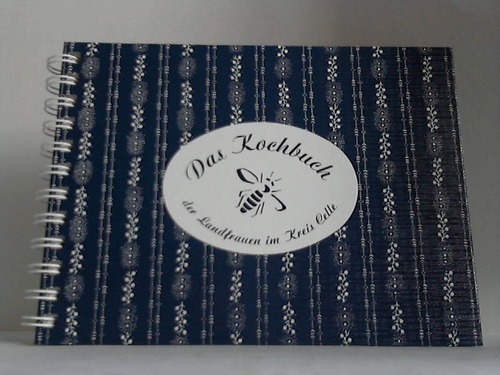 Das Kochbuch
der Landfrauen im Kreis Celle